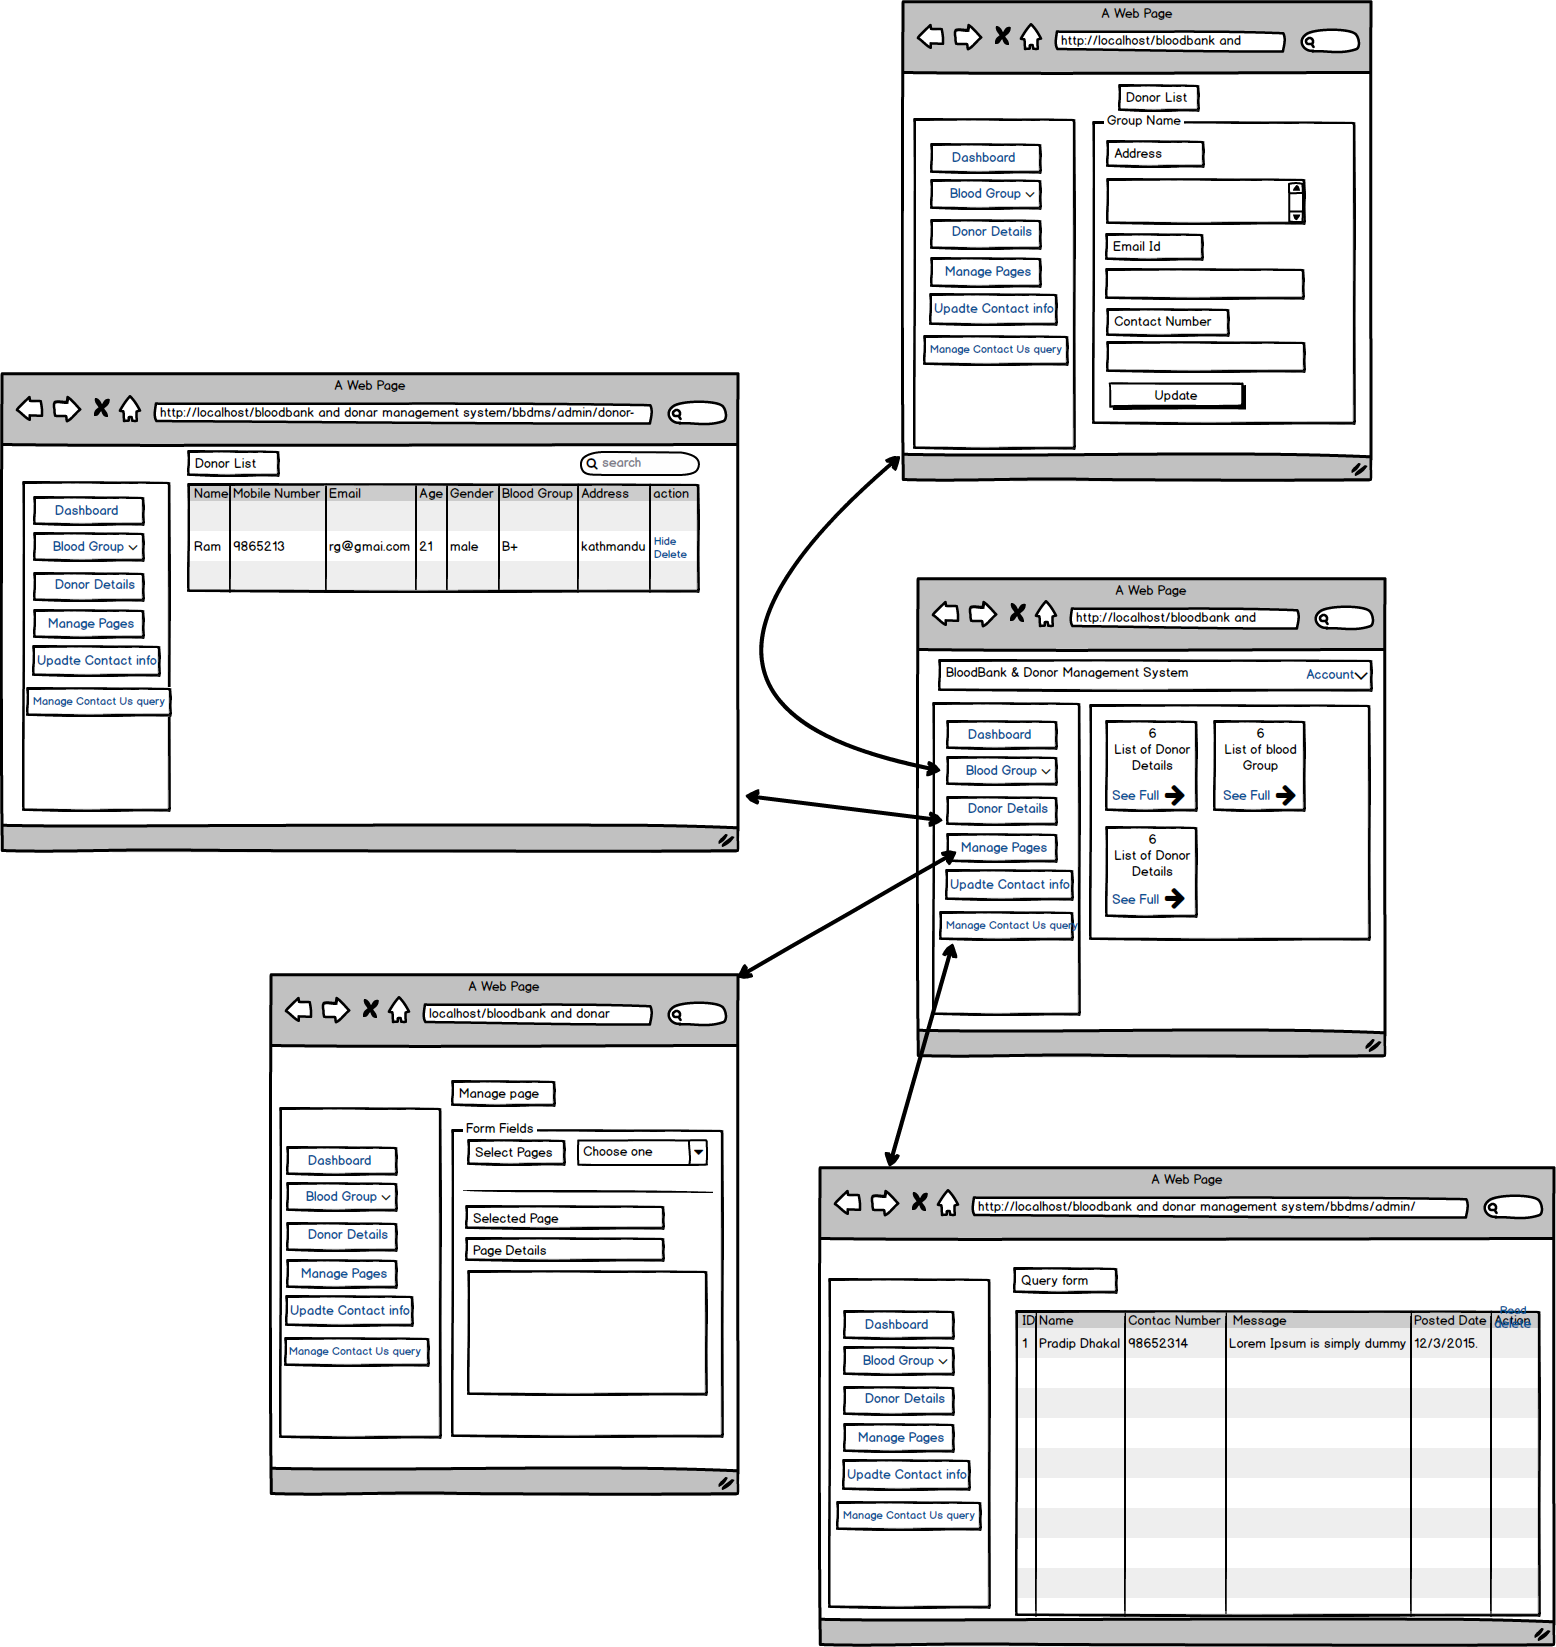 A Web Page
http://localhost/bloodbank and
Donor List
Group Name
Dashboard
Blood Group
Donor Details
Manage Pages
Upadte Contact info
Manage Contact Us query
Address
Email Id
Contact Number
Update
A Web Page
http://localhost/bloodbank and donar management system/bbdms/admin/donor-
Donor List
search
Dashboard
Blood Group
Donor Details
Manage Pages
Upadte Contact info
Manage Contact Us query
Name Mobile Number Email Age Gender Blood Group Address action
Ram 9865213 rg@gmai.com 21 male B+ kathmandu Hide
Delete
A Web Page
http://localhost/bloodbank and
BloodBank & Donor Management System Account
Dashboard
Blood Group
Donor Details
Manage Pages
Upadte Contact info
Manage Contact Us query
6
List of Donor
Details
See Full
6
List of blood
Group
See Full
6
List of Donor
Details
See Full
A Web Page
localhost/bloodbank and donar
Manage page
Dashboard
Blood Group
Donor Details
Manage Pages
Upadte Contact info
Manage Contact Us query
Form Fields
Select Pages Choose one
Selected Page
Page Details
A Web Page
http://localhost/bloodbank and donar management system/bbdms/admin/
Query form
Dashboard
Blood Group
Donor Details
Manage Pages
Upadte Contact info
Manage Contact Us query
Read
delete
ID Name Contac Number Message Posted Date Action
1 Pradip Dhakal 98652314 Lorem Ipsum is simply dummy 12/3/2015.